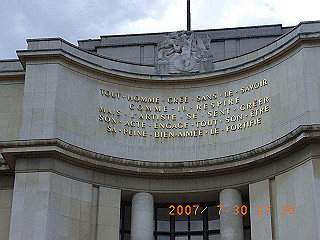 TOUT·HOMME·CRÉE·SANS·LE·SAVOIR
COMME·IL·RESPIRE
MAIS·L'ARTISTE·SE·SENT·CRÉER
SON·ACTE·ENGAGE·TOUT·SON·ÊTRE
SA·PEINE·BIEN-AIMÉE·LE·FORTIFIE
2007/ 7/30